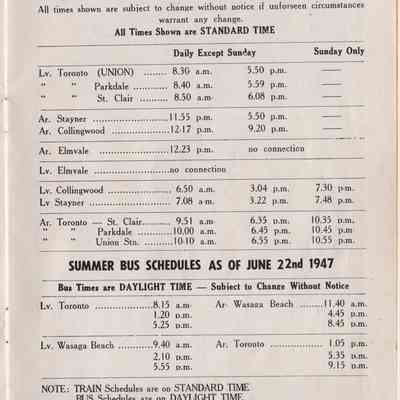 All times shown are subject to change without notice if unforseen circumstances
warrant any change.
All Times Shown are STANDARD TIME
Daily Except Sunday Sunday Only
Lv. Toronto (UNION) ........ 8.30 a.m. 5.50 p.m. ——
" " Parkdale ............ 8.40 a.m. 5.59 p.m. ——
" " St. Clair ........... 8.50 a.m. 6.08 p.m. ——
Ar. Stayner ........................ 11.55 p.m. 5.50 p.m.
Ar. Collingwood .................. 12.17 p.m. 9.20 p.m.
Ar. Elmvale ....................... 12.23 p.m. no connection
Lv. Elmvale ....................... no connection
Lv. Collingwood .................. 6.50 a.m. 3.04 p.m. 7.30 p.m.
Lv Stayner ........................ 7.08 a.m. 3.22 p.m. 7.48 p.m.
Ar. Toronto — St. Clair........ 9.51 a.m. 6.35 p.m. 10.35 p.m.
" " Parkdale ............ 10.00 a.m. 6.45 p.m. 10.45 p.m
" " Union Stn. .......... 10.10 a.m. 6.55 p.m. 10.55 p.m.
SUMMER BUS SCHEDULES AS OF JUNE 22nd 1947
Bus Times are DAYLIGHT TIME — Subject to Change Without Notice
Lv. Toronto .................. 8.15 a.m. Ar. Wasaga Beach ....... 11.40 a.m.
1.20 p.m. 4.45 p.m.
5.25 p.m. 8.45 p.m.
Lv. Wasaga Beach .......... 9.40 a.m. Ar. Toronto ............... 1.05 p.m.
2.10 p.m. 5.35 p.m.
5.55 p.m. 9.15 p.m.
NOTE: TRAIN Schedules are on STANDARD TIME
BUS Schedules are on DAYLIGHT TIME